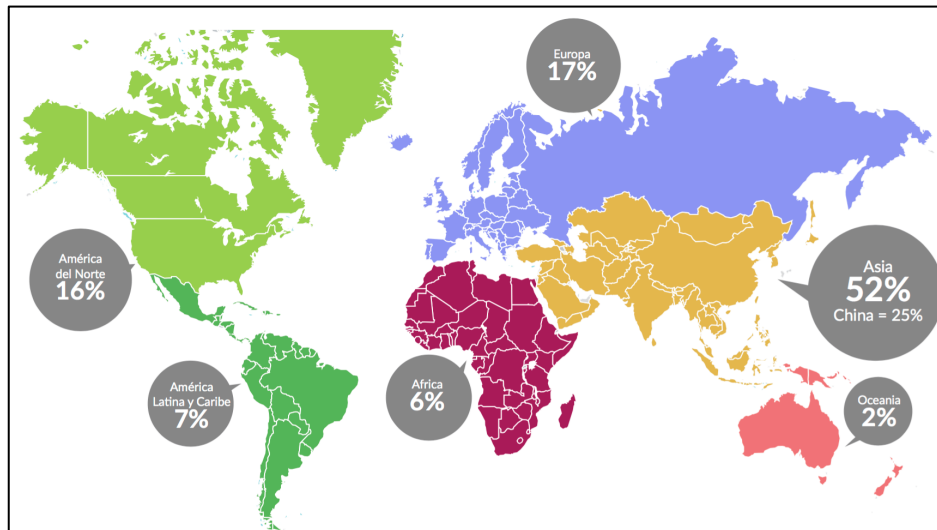 Europa
17%
América
del Norte
16%
Asia
52%
China = 25%
América
Latina y Caribe
7%
Africa
6%
Oceania
2%